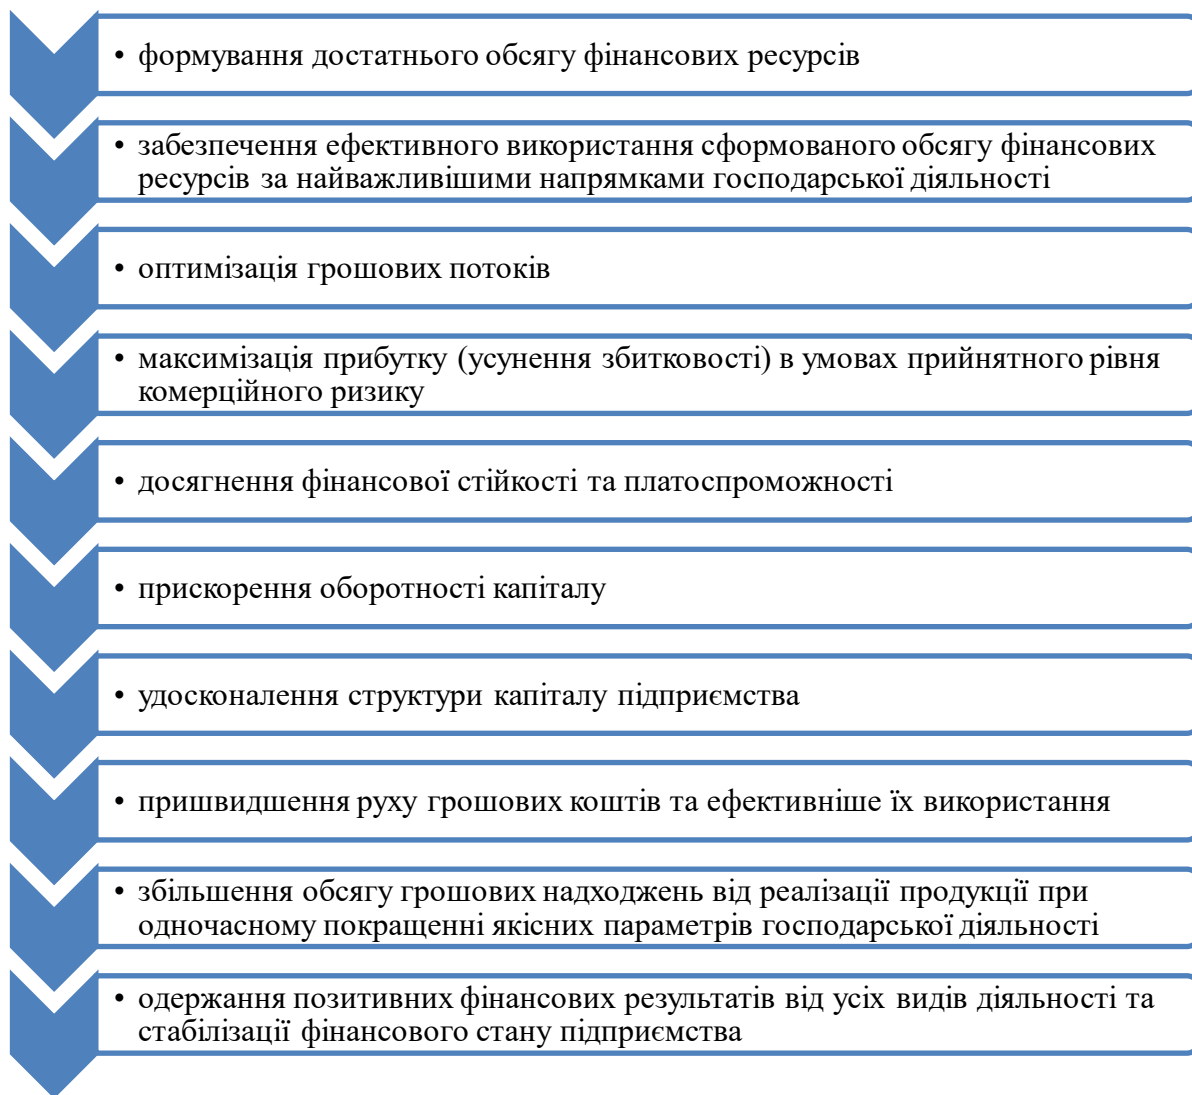 • формування достатнього обсягу фінансових ресурсів
• забезпечення ефективного використання сформованого обсягу фінансових
ресурсів за найважливішими напрямками господарської діяльності
• оптимізація грошових потоків
• максимізація прибутку (усунення збитковості) в умовах прийнятного рівня
комерційного ризику
• досягнення фінансової стійкості та платоспроможності
• прискорення оборотності капіталу
• удосконалення структури капіталу підприємства
• пришвидшення руху грошових коштів та ефективніше їх використання
• збільшення обсягу грошових надходжень від реалізації продукції при
одночасному покращенні якісних параметрів господарської діяльності
• одержання позитивних фінансових результатів від усіх видів діяльності та
стабілізації фінансового стану підприємства